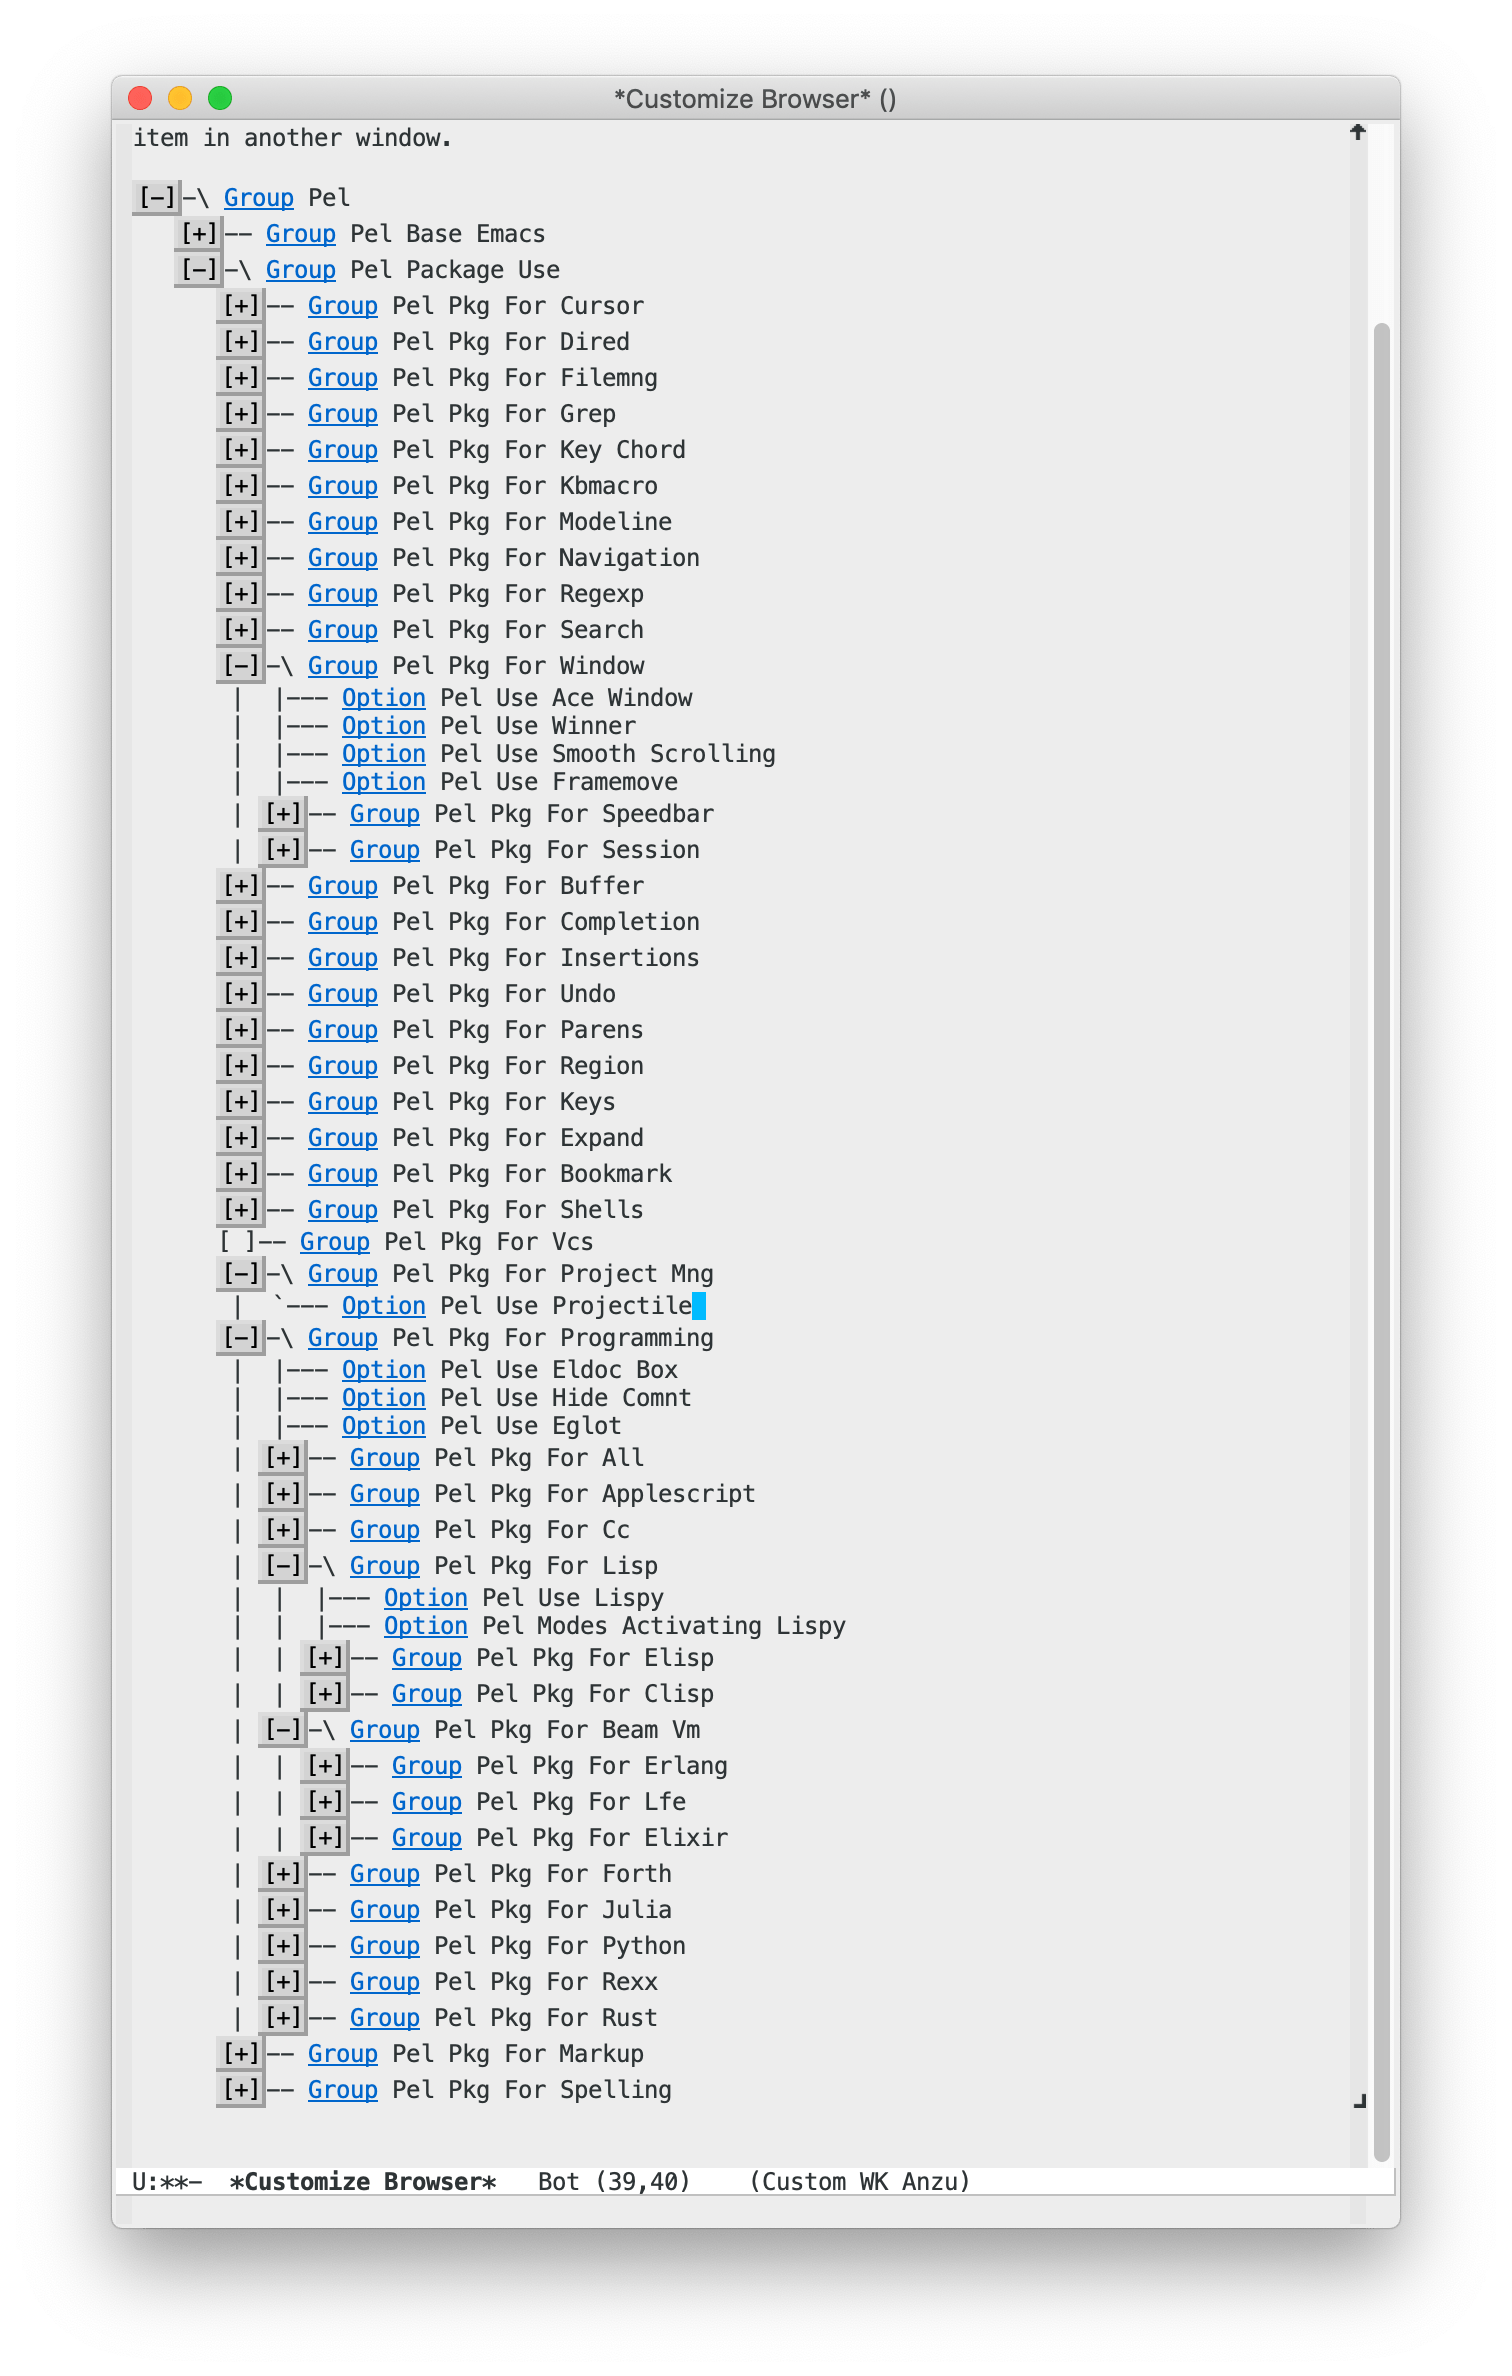 *Customize Browser* ()
item in another window.
[-]-\ Group Pel
[+]-- Group Pel Base Emacs
[-]-\ Group Pel Package Use
[+]-- Group Pel Pkg For Cursor
[+]-- Group Pel Pkg For Dired
[+]-- Group Pel Pkg For Filemng
[+]-- Group Pel Pkg For Grep
[+]-- Group Pel Pkg For Key Chord
[+]-- Group Pel Pkg For Kbmacro
[+]-- Group Pel Pkg For Modeline
[+]-- Group Pel Pkg For Navigation
[+]-- Group Pel Pkg For Regexp
[+]-- Group Pel Pkg For Search
[-]-\ Group Pel Pkg For Window
|  |--- Option Pel Use Ace Window
|  |--- Option Pel Use Winner
|  |--- Option Pel Use Smooth Scrolling
|  |--- Option Pel Use Framemove
| [+]-- Group Pel Pkg For Speedbar
| [+]-- Group Pel Pkg For Session
[+]-- Group Pel Pkg For Buffer
[+]-- Group Pel Pkg For Completion
[+]-- Group Pel Pkg For Insertions
[+]-- Group Pel Pkg For Undo
[+]-- Group Pel Pkg For Parens
[+]-- Group Pel Pkg For Region
[+]-- Group Pel Pkg For Keys
[+]-- Group Pel Pkg For Expand
[+]-- Group Pel Pkg For Bookmark
[+]-- Group Pel Pkg For Shells
[ ]-- Group Pel Pkg For Vcs
[-]-\ Group Pel Pkg For Project Mng
|  `--- Option Pel Use Projectile
[-]-\ Group Pel Pkg For Programming
|  |--- Option Pel Use Eldoc Box
|  |--- Option Pel Use Hide Comnt
|  |--- Option Pel Use Eglot
| [+]-- Group Pel Pkg For All
| [+]-- Group Pel Pkg For Applescript
| [+]-- Group Pel Pkg For Cc
| [-]-\ Group Pel Pkg For Lisp
|  |  |--- Option Pel Use Lispy
|  |  |--- Option Pel Modes Activating Lispy
|  | [+]-- Group Pel Pkg For Elisp
|  | [+]-- Group Pel Pkg For Clisp
| [-]-\ Group Pel Pkg For Beam Vm
|  | [+]-- Group Pel Pkg For Erlang
|  | [+]-- Group Pel Pkg For Lfe
|  | [+]-- Group Pel Pkg For Elixir
| [+]-- Group Pel Pkg For Forth
| [+]-- Group Pel Pkg For Julia
| [+]-- Group Pel Pkg For Python
| [+]-- Group Pel Pkg For Rexx
| [+]-- Group Pel Pkg For Rust
[+]-- Group Pel Pkg For Markup
[+]-- Group Pel Pkg For Spelling
U:**-  *Customize Browser*   Bot (39,40)    (Custom WK Anzu)